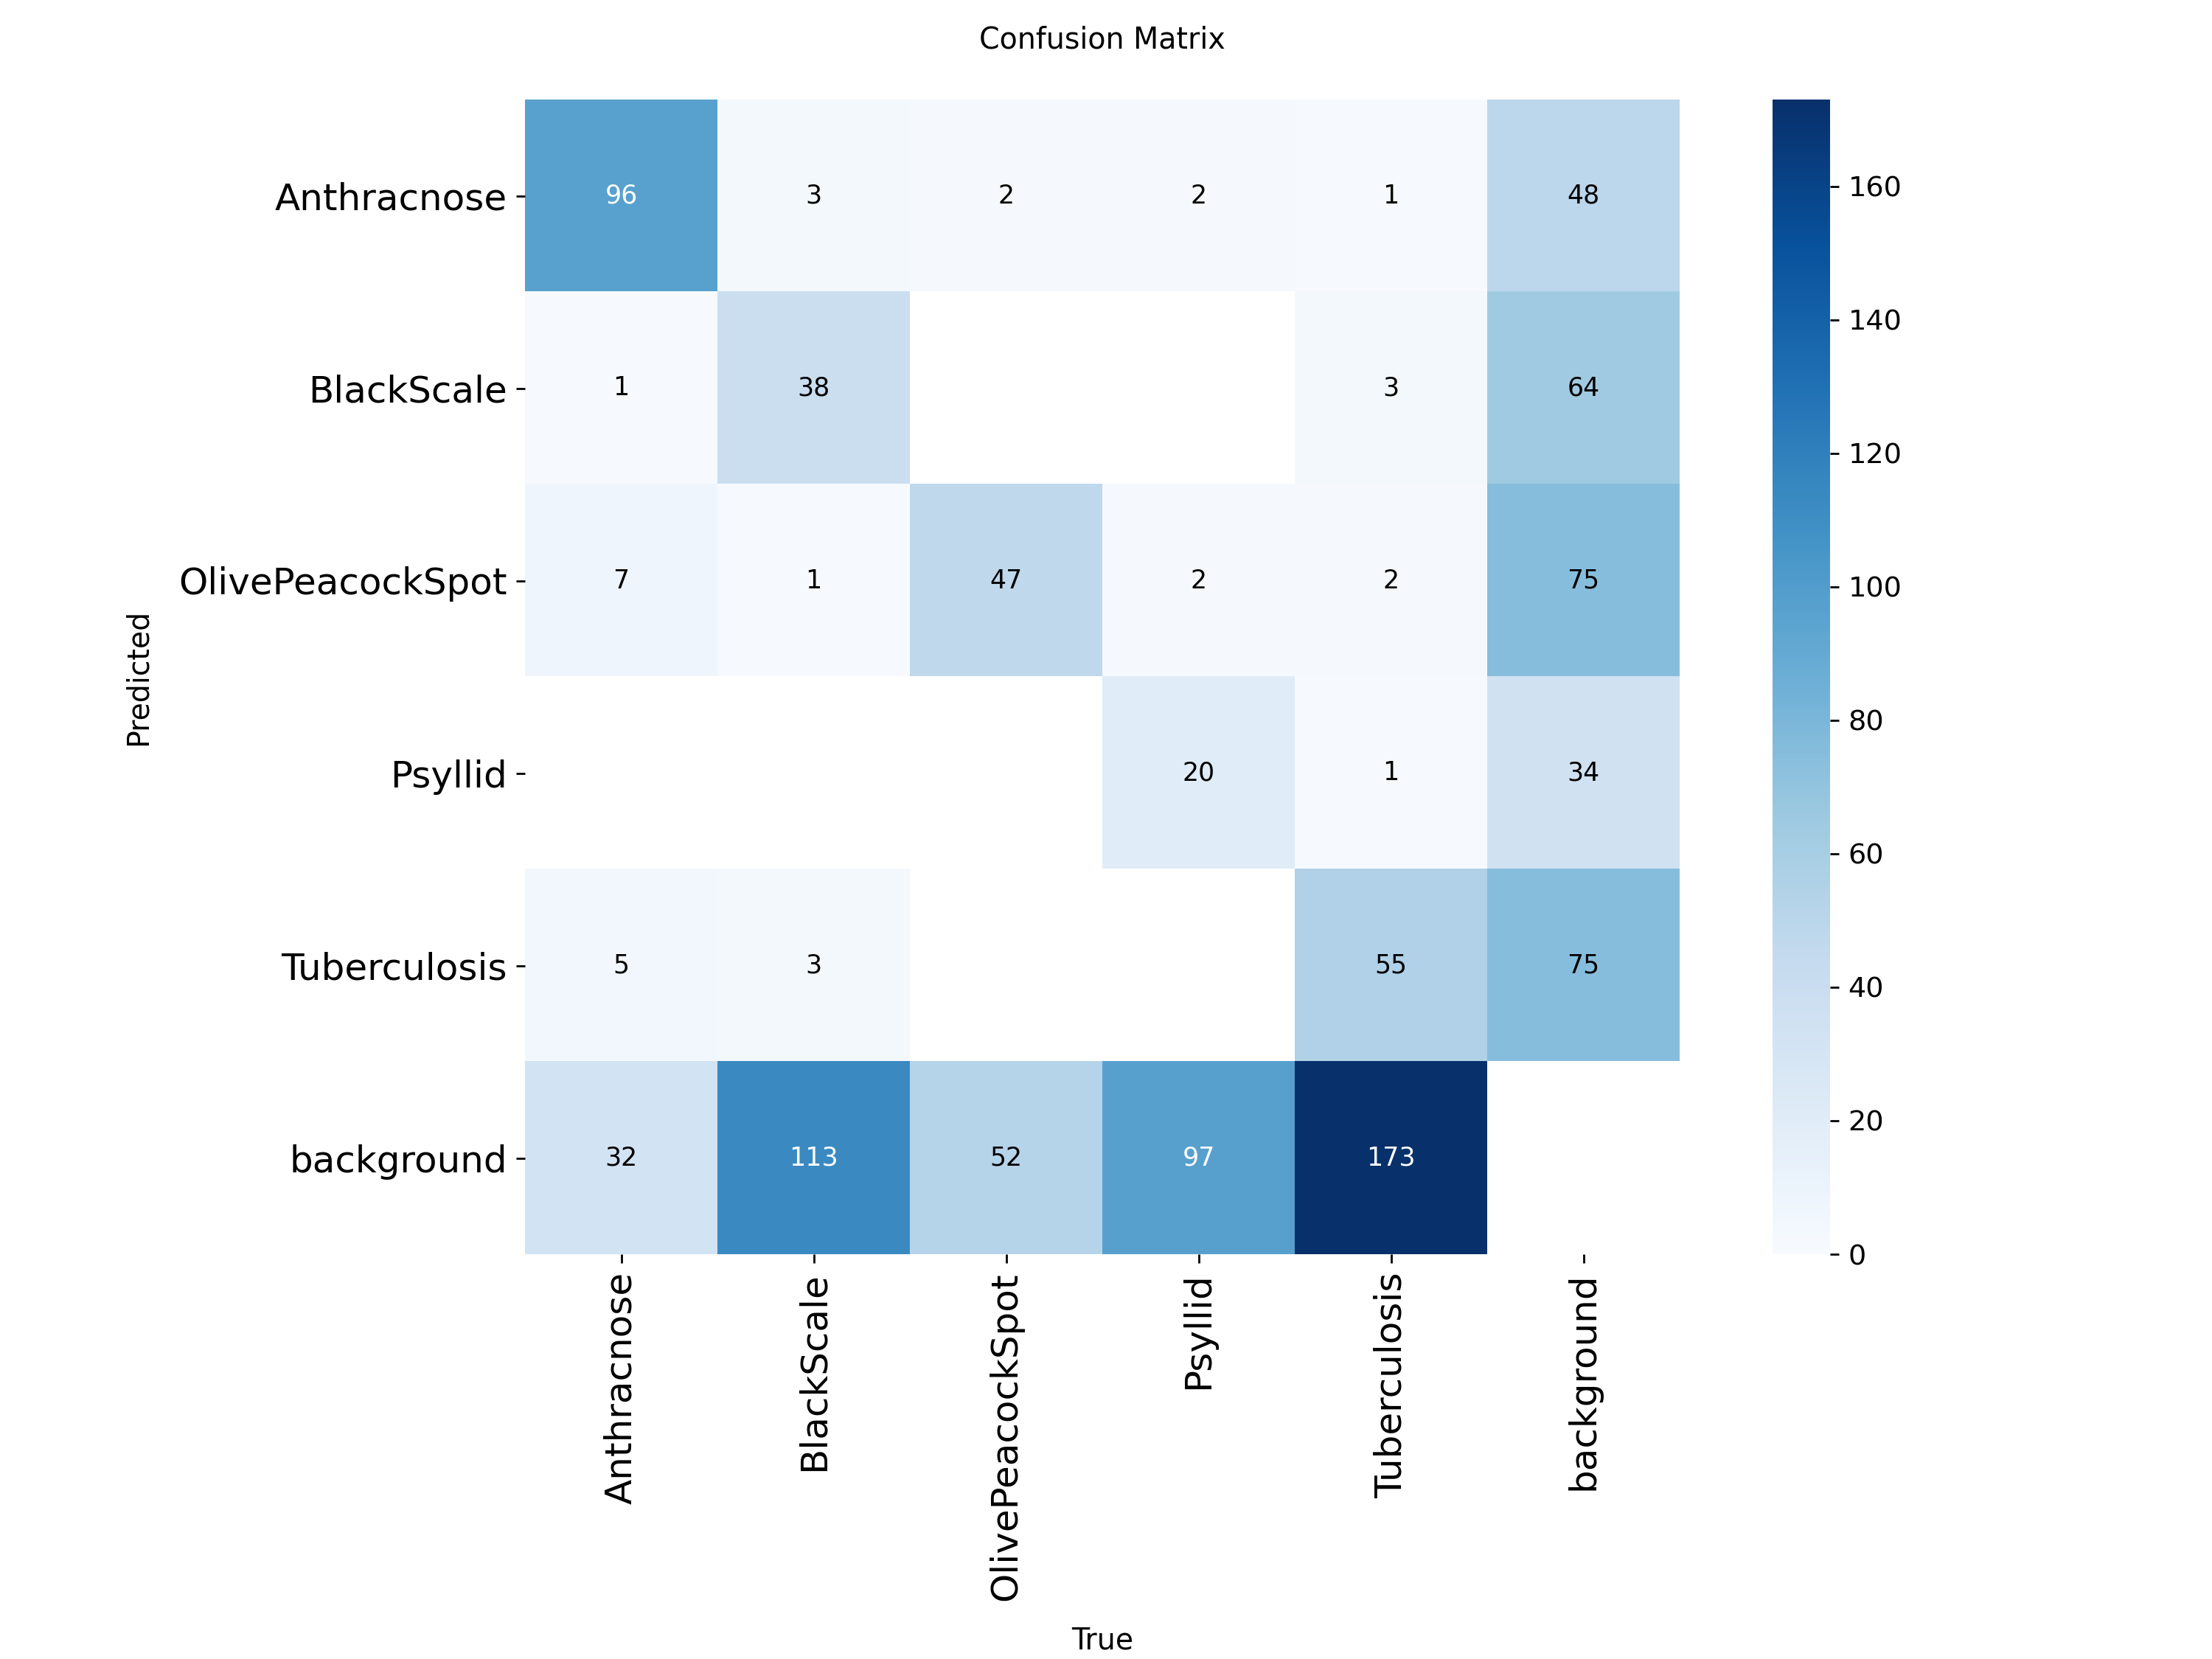 Confusion Matrix
Predicted
Anthracnose 96 3 2 2 1 48
BlackScale 1 38 3 64
OlivePeacockSpot 7 1 47 2 2 75
Psyllid 20 1 34
Tuberculosis 5 3 55 75
background 32 113 52 97 173
Anthracnose
BlackScale
OlivePeacockSpot
Psyllid
Tuberculosis
background
True
160
140
120
100
80
60
40
20
0